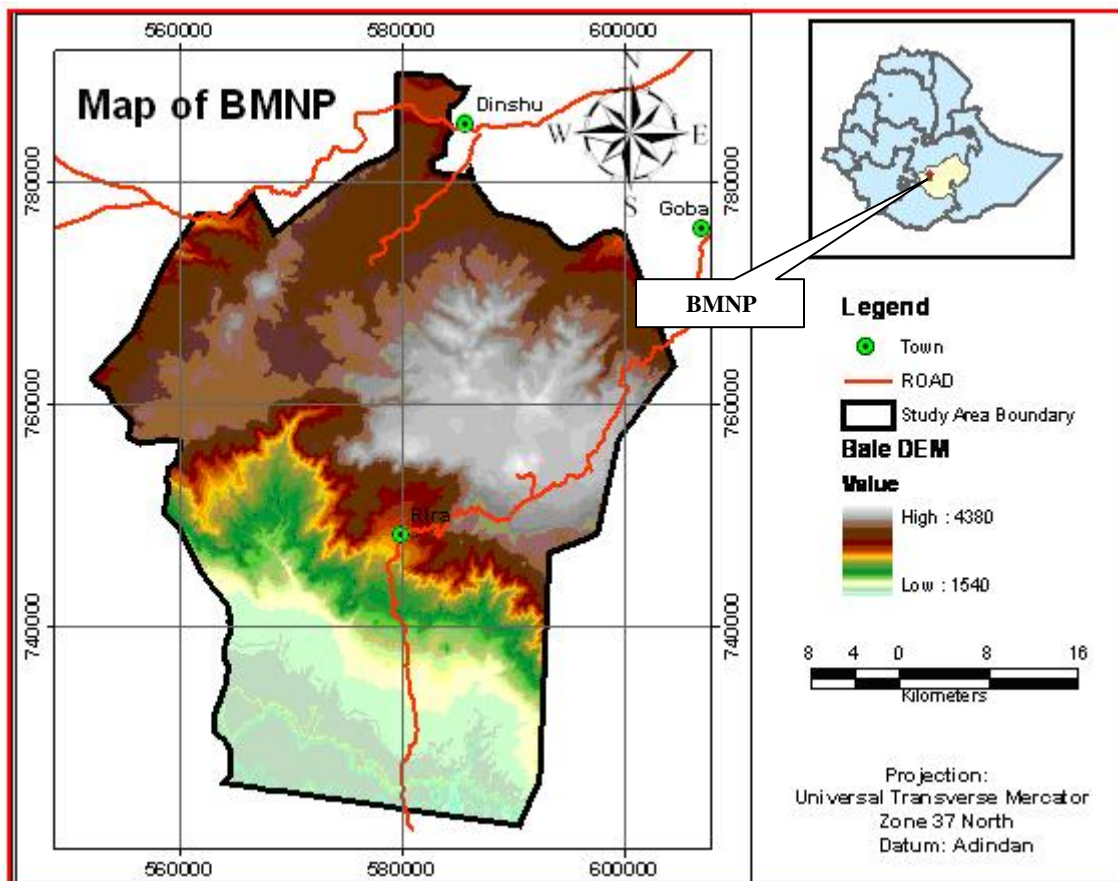 560000 580000 600000
Map of BMNP
Dinshu
N
W E
S
Goba
780000 780000
BMNP
Legend
Town
ROAD
Study Area Boundary
760000 760000
Bale DEM
Value
High : 4380
Low : 1540
Rira
740000 740000
8 4 0 8 16
Kilometers
Projection:
Universal Transverse Mercator
Zone 37 North
Datum: Adindan
560000 580000 600000